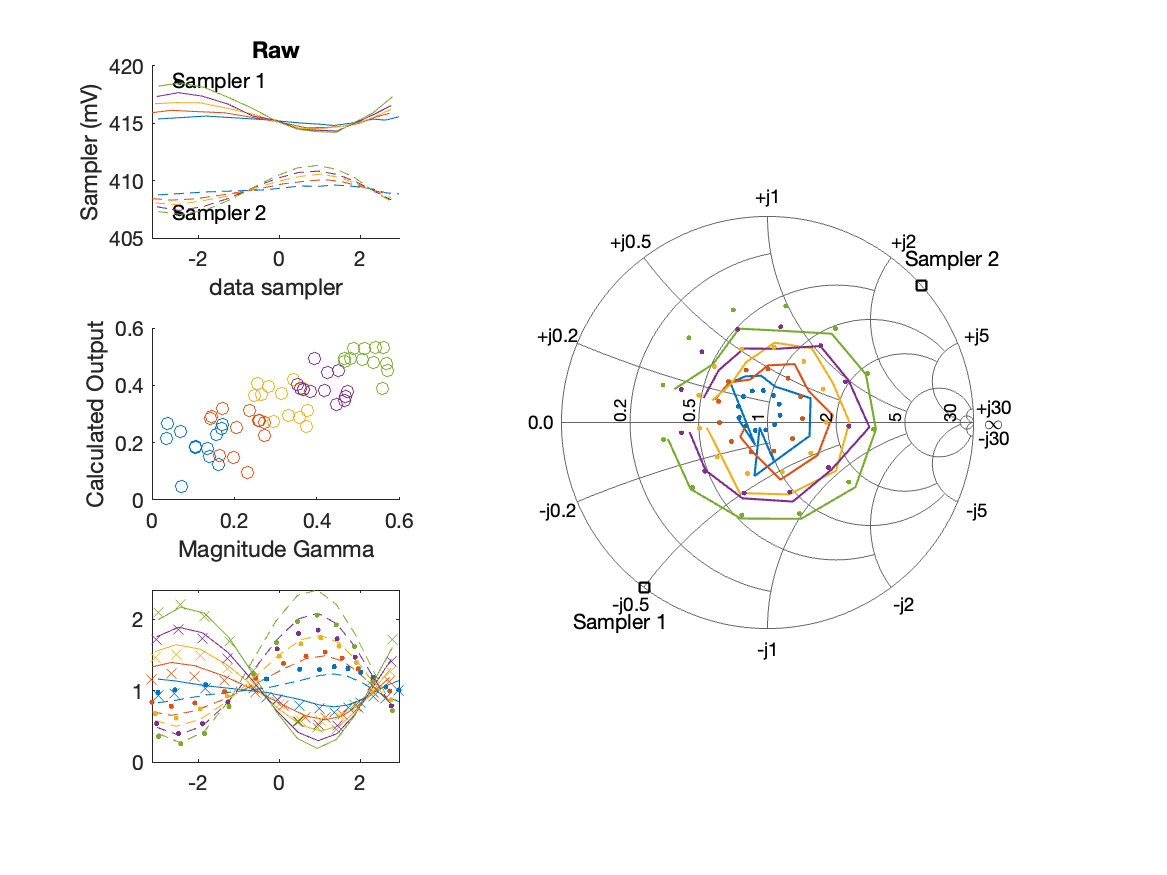 Raw
420
415
410
405
Sampler (mV)
Sampler 1
Sampler 2
-2
0
2
data sampler
0.6
0.4
0.2
0
Calculated Output
0
0.2
0.4
0.6
Magnitude Gamma
2
1
0
-2
0
2
+j1
+j0.5
+j2
Sampler 2
+j0.2
+j5
0.0
0.2
0.5
1
2
5
30
+j30
∞
-j30
-j0.2
-j5
-j0.5
-j2
Sampler 1
-j1